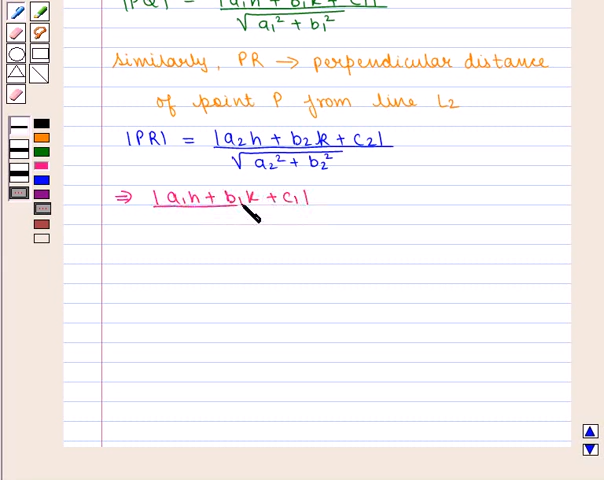 |PQ| = |a₁h + b₁k + c₁|
√a₁² + b₁²
Similarly, PR → perpendicular distance
of point P from line L₂
|PR| = |a₂h + b₂k + c₂|
√a₂² + b₂²
⇒ |a₁h + b₁k + c₁|